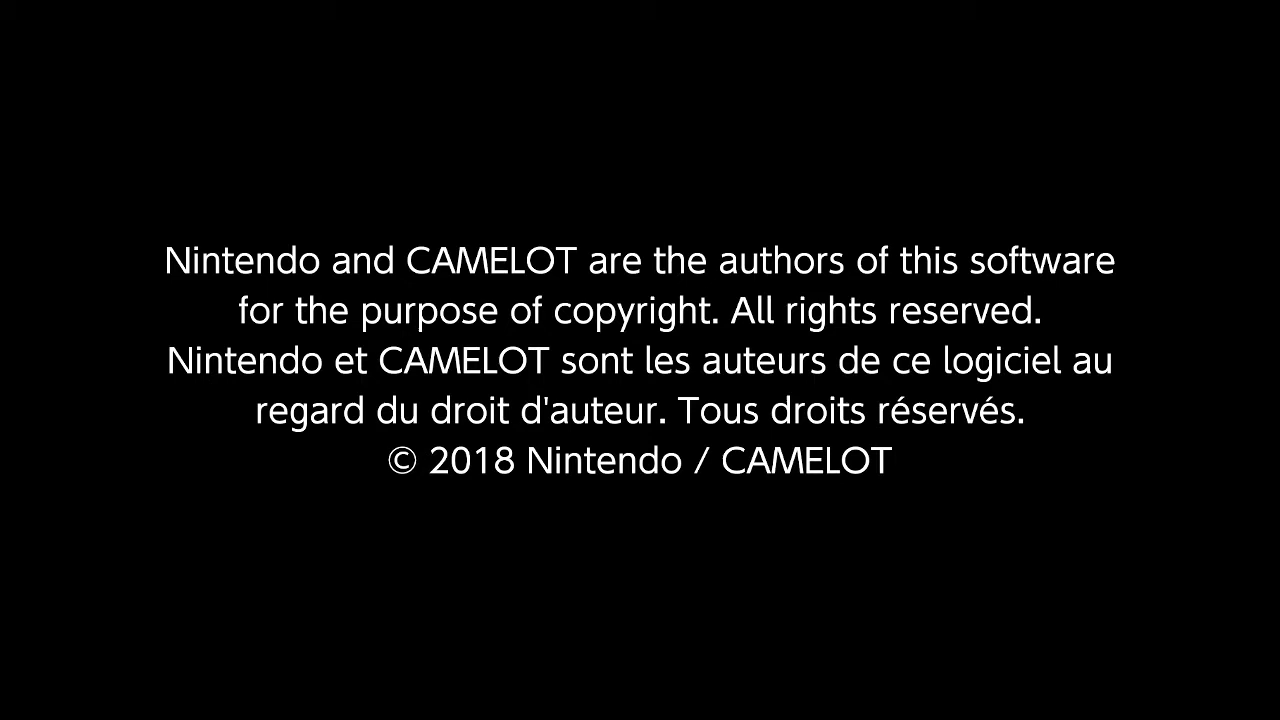 Nintendo and CAMELOT are the authors of this software
for the purpose of copyright. All rights reserved.
Nintendo et CAMELOT sont les auteurs de ce logiciel au
regard du droit d'auteur. Tous droits réservés.
© 2018 Nintendo / CAMELOT